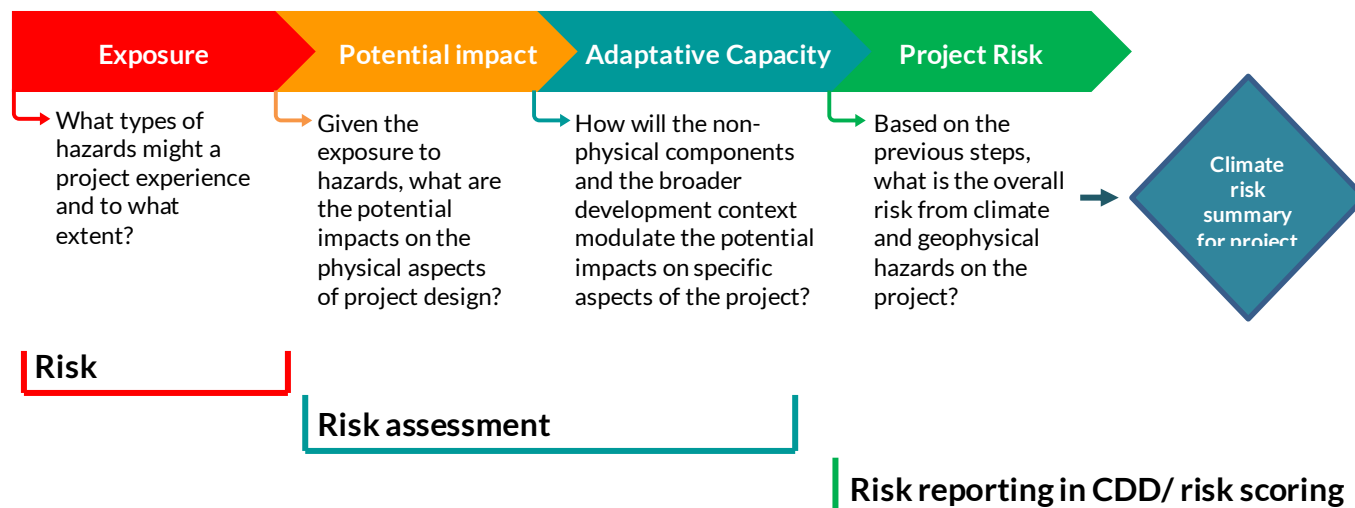 Exposure
Potential impact
Adaptative Capacity
Project Risk
What types of
hazards might a
project experience
and to what
extent?
Given the
exposure to
hazards, what are
the potential
impacts on the
physical aspects
of project design?
How will the non-
physical components
and the broader
development context
modulate the potential
impacts on specific
aspects of the project?
Based on the
previous steps,
what is the overall
risk from climate
and geophysical
hazards on the
project?
Climate
risk
summary
for project
Risk
Risk assessment
Risk reporting in CDD/ risk scoring